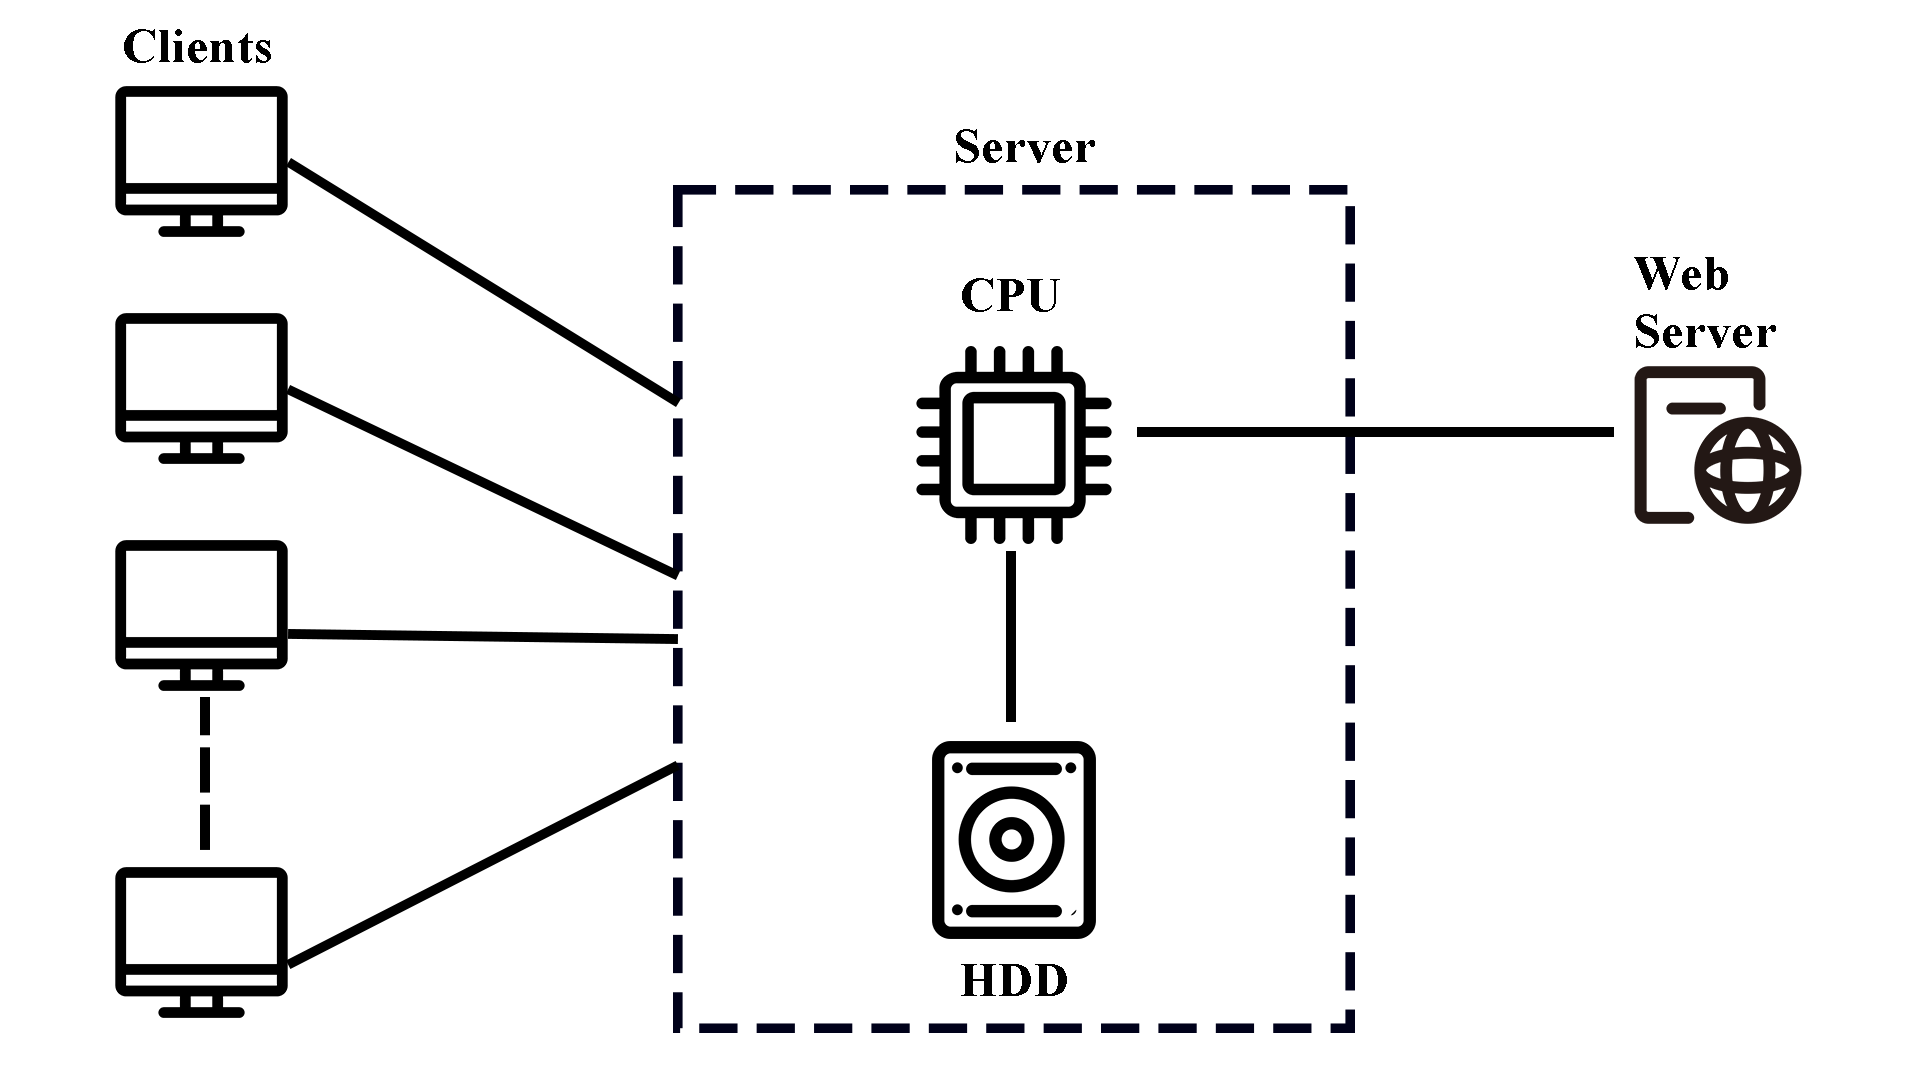 Clients
Server
CPU
Web
Server
HDD